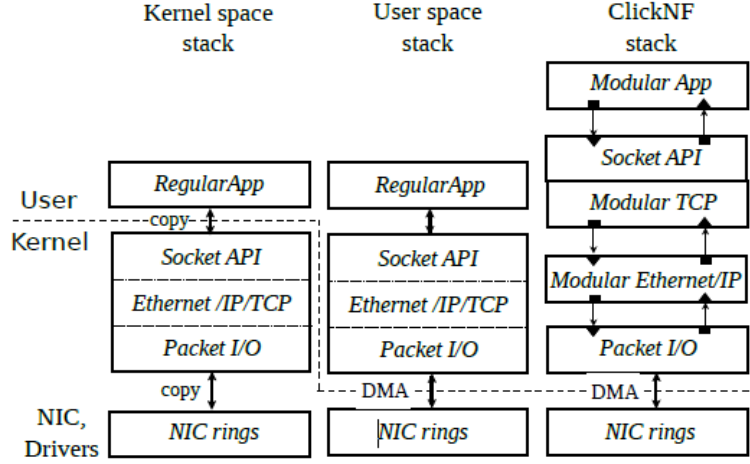 Kernel space
stack
User space
stack
ClickNF
stack
Modular App
Socket API
RegularApp
RegularApp
Modular TCP
User
copy
Kernel
Socket API
Socket API
Modular Ethernet/IP
Ethernet /IP/TCP
Ethernet /IP/TCP
Packet I/O
Packet I/O
Packet I/O
copy
DMA
DMA
NIC,
Drivers
NIC rings
NIC rings
NIC rings